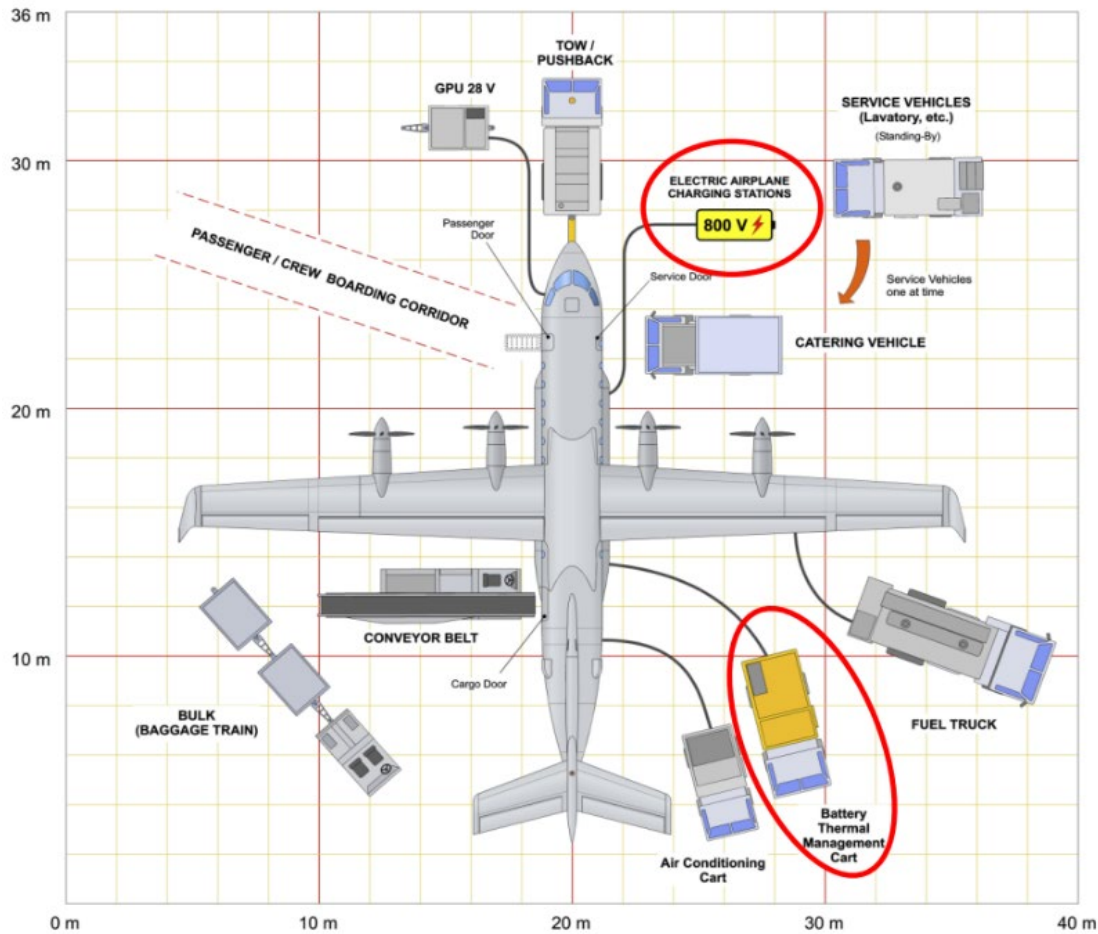 36 m
TOW /
PUSHBACK
GPU 28 V
SERVICE VEHICLES
(Lavatory, etc.)
(Standing-By)
30 m
ELECTRIC AIRPLANE
CHARGING STATIONS
800 V
Passenger
Door
Service Door
PASSENGER / CREW BOARDING CORRIDOR
Service Vehicles
one at time
CATERING VEHICLE
20 m
CONVEYOR BELT
10 m
Cargo Door
BULK
(BAGGAGE TRAIN)
FUEL TRUCK
Battery
Thermal
Management
Cart
Air Conditioning
Cart
0 m
10 m
20 m
30 m
40 m